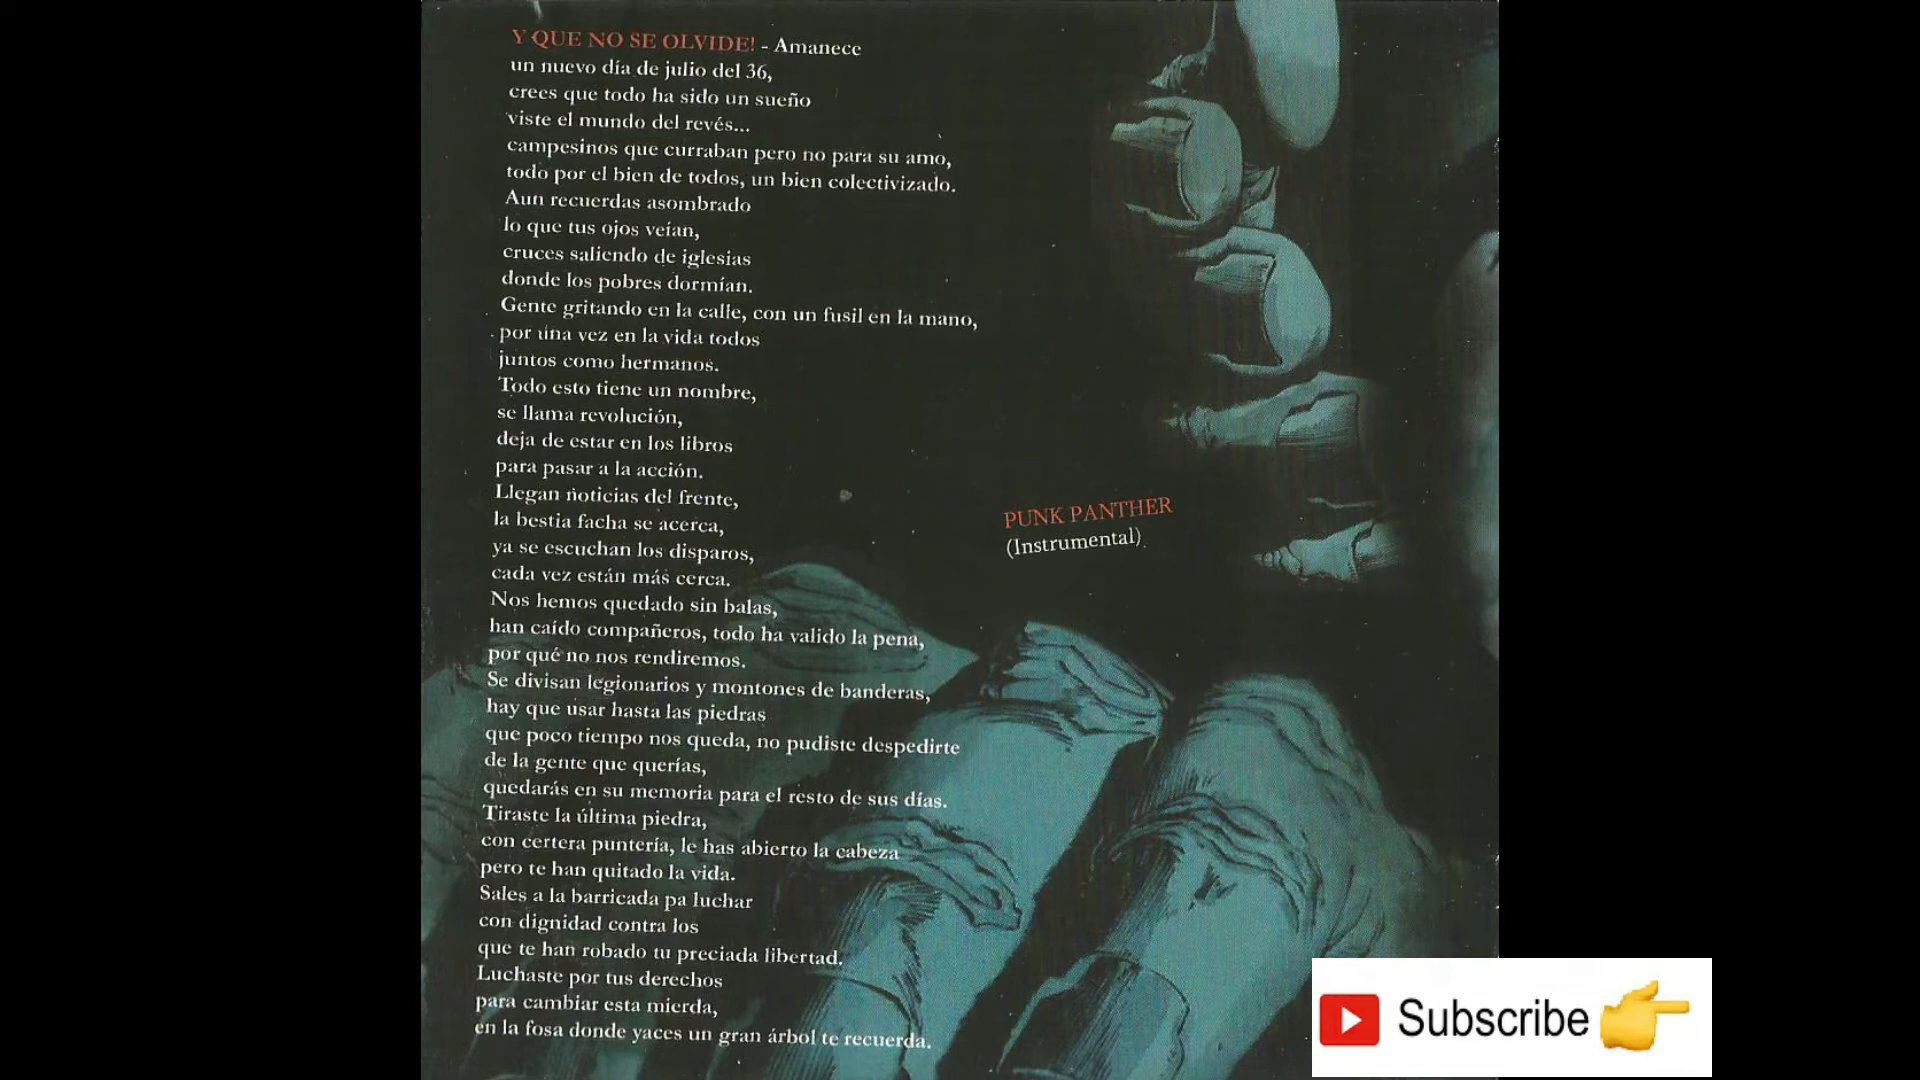 Y QUE NO SE OLVIDE! - Amanece
un nuevo día de julio del 36,
crees que todo ha sido un sueño
viste el mundo del revés...
campesinos que curraban pero no para su amo,
todo por el bien de todos, un bien colectivizado.
Aun recuerdas asombrado
lo que tus ojos veían,
cruces saliendo de iglesias
donde los pobres dormían.
Gente gritando en la calle, con un fusil en la mano,
por una vez en la vida todos
juntos como hermanos.
Todo esto tiene un nombre,
se llama revolución,
deja de estar en los libros
para pasar a la acción.
Llegan noticias del frente,
la bestia facha se acerca,
ya se escuchan los disparos,
cada vez están más cerca.
Nos hemos quedado sin balas,
han caído compañeros, todo ha valido la pena,
por qué no nos rendiremos.
Se divisan legionarios y montones de banderas,
hay que usar hasta las piedras
que poco tiempo nos queda, no pudiste despedirte
de la gente que querías,
quedarás en su memoria para el resto de sus días.
Tiraste la última piedra,
con certera puntería, le has abierto la cabeza
pero te han quitado la vida.
Sales a la barricada pa luchar
con dignidad contra los
que te han robado tu preciada libertad.
Luchaste por tus derechos
para cambiar esta mierda,
en la fosa donde yaces un gran árbol te recuerda.
PUNK PANTHER
(Instrumental)
Subscribe